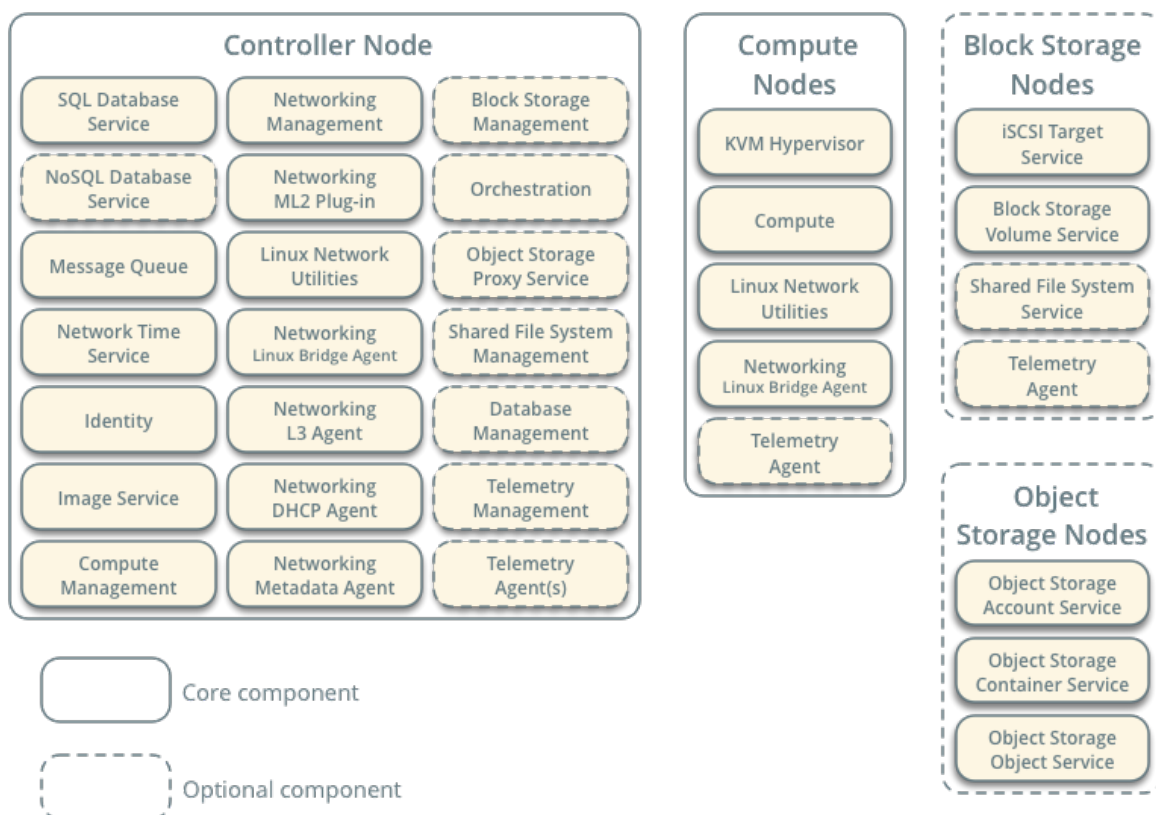 Controller Node
SQL Database
Service
NoSQL Database
Service
Message Queue
Network Time
Service
Identity
Image Service
Compute
Management
Networking
Management
Networking
ML2 Plug-in
Linux Network
Utilities
Networking
Linux Bridge Agent
Networking
L3 Agent
Networking
DHCP Agent
Networking
Metadata Agent
Block Storage
Management
Orchestration
Object Storage
Proxy Service
Shared File System
Management
Database
Management
Telemetry
Management
Telemetry
Agent(s)
Compute
Nodes
KVM Hypervisor
Compute
Linux Network
Utilities
Networking
Linux Bridge Agent
Telemetry
Agent
Block Storage
Nodes
iSCSI Target
Service
Block Storage
Volume Service
Shared File System
Service
Telemetry
Agent
Object
Storage Nodes
Object Storage
Account Service
Object Storage
Container Service
Object Storage
Object Service
Core component
Optional component